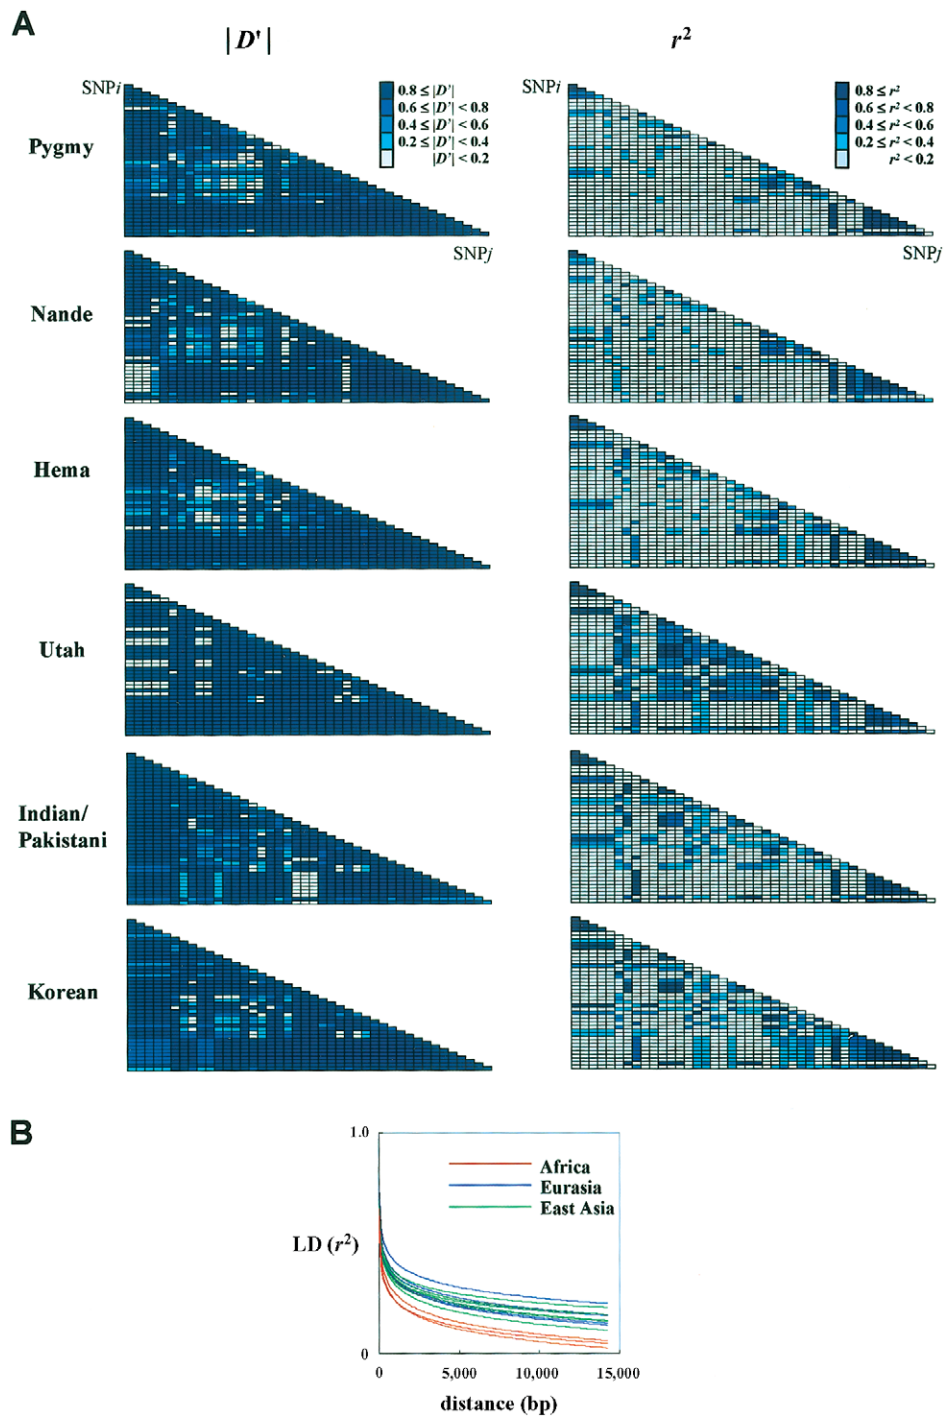 A
|D'|
r²
SNPi
0.8 ≤ |D'|
0.6 ≤ |D'| < 0.8
0.4 ≤ |D'| < 0.6
0.2 ≤ |D'| < 0.4
|D'| < 0.2
SNPi
0.8 ≤ r²
0.6 ≤ r² < 0.8
0.4 ≤ r² < 0.6
0.2 ≤ r² < 0.4
r² < 0.2
Pygmy
SNPj
SNPj
Nande
Hema
Utah
Indian/
Pakistani
Korean
B
1.0
Africa
Eurasia
East Asia
LD (r²)
0
0
5,000
10,000
15,000
distance (bp)